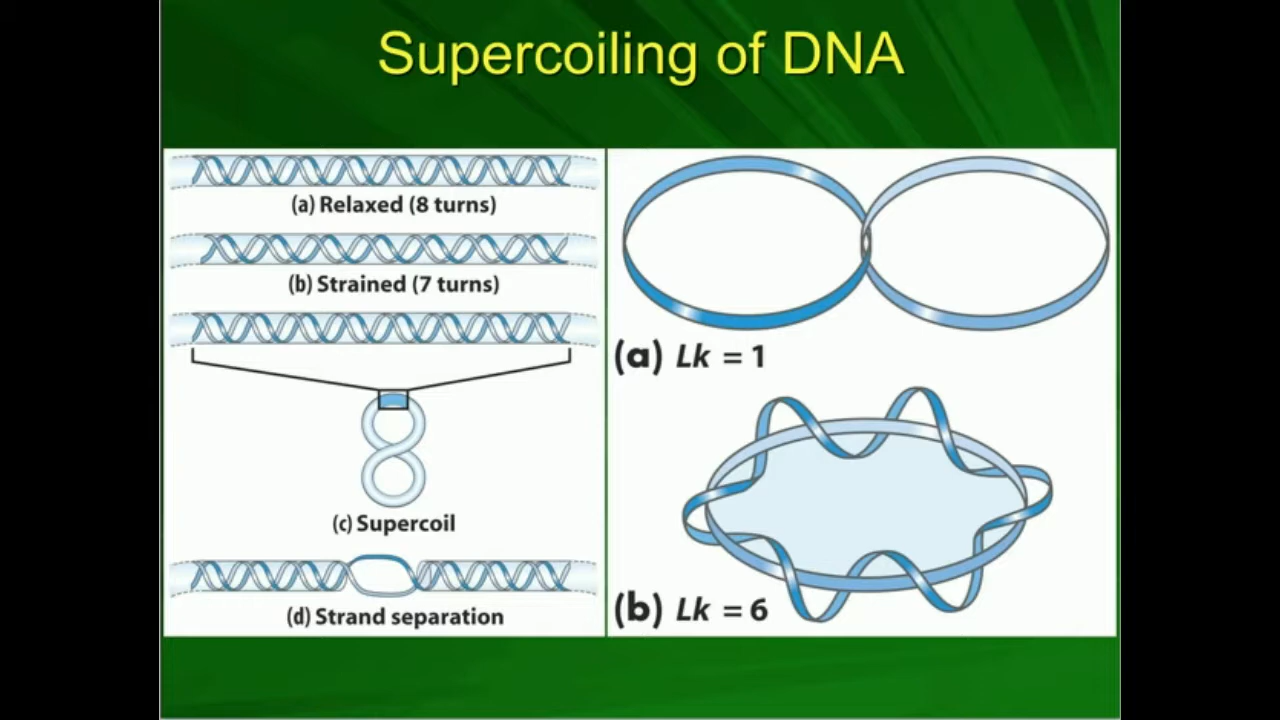 Supercoiling of DNA
(a) Relaxed (8 turns)
(b) Strained (7 turns)
(c) Supercoil
(d) Strand separation
(a) Lk = 1
(b) Lk = 6